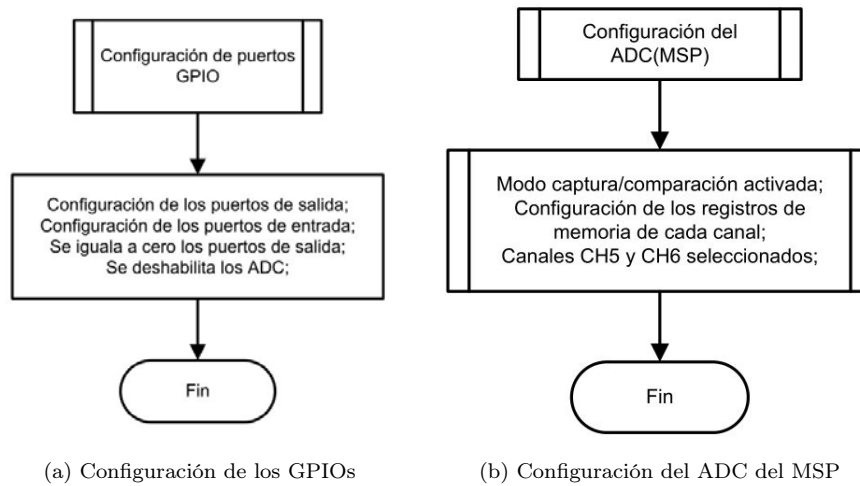 Configuración de puertos
GPIO
Configuración de los puertos de salida;
Configuración de los puertos de entrada;
Se iguala a cero los puertos de salida;
Se deshabilita los ADC;
Fin
(a) Configuración de los GPIOs
Configuración del
ADC(MSP)
Modo captura/comparación activada;
Configuración de los registros de
memoria de cada canal;
Canales CH5 y CH6 seleccionados;
Fin
(b) Configuración del ADC del MSP